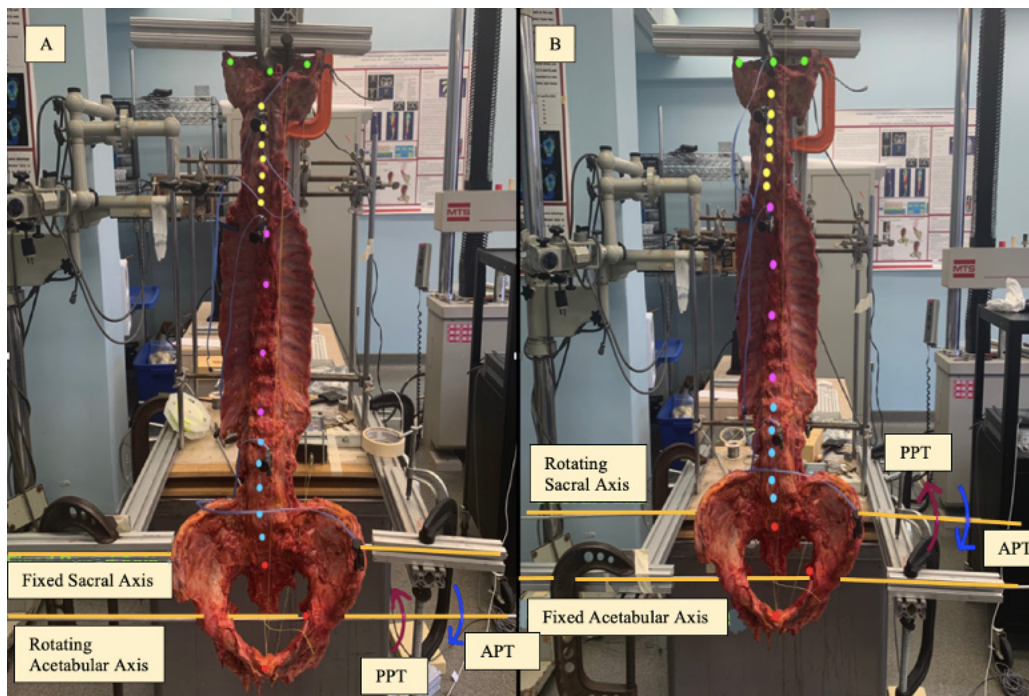 A
B
MTS
MTS
Rotating
Sacral Axis
PPT
APT
Fixed Sacral Axis
Rotating
Acetabular Axis
PPT
APT
Fixed Acetabular Axis